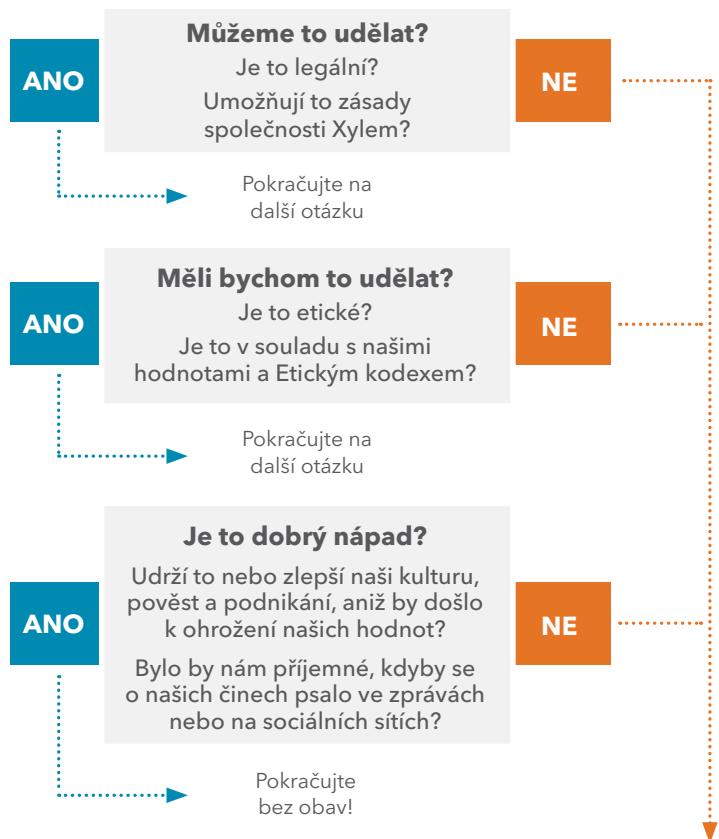 Můžeme to udělat?
ANO
Je to legální?
NE
Umožňují to zásady
společnosti Xylem?
Pokračujte na
další otázku
Měli bychom to udělat?
ANO
Je to etické?
NE
Je to v souladu s našimi
hodnotami a Etickým kodexem?
Pokračujte na
další otázku
Je to dobrý nápad?
Udrží to nebo zlepší naši kulturu,
pověst a podnikání, aniž by došlo
k ohrožení našich hodnot?
ANO
NE
Bylo by nám příjemné, kdyby se
o našich činech psalo ve zprávách
nebo na sociálních sítích?
Pokračujte
bez obav!